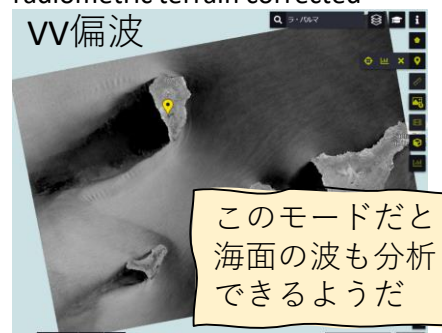 radiometric terrain corrected
VV偏波
ラ・パルマ
このモードだと
海面の波も分析
できるようだ